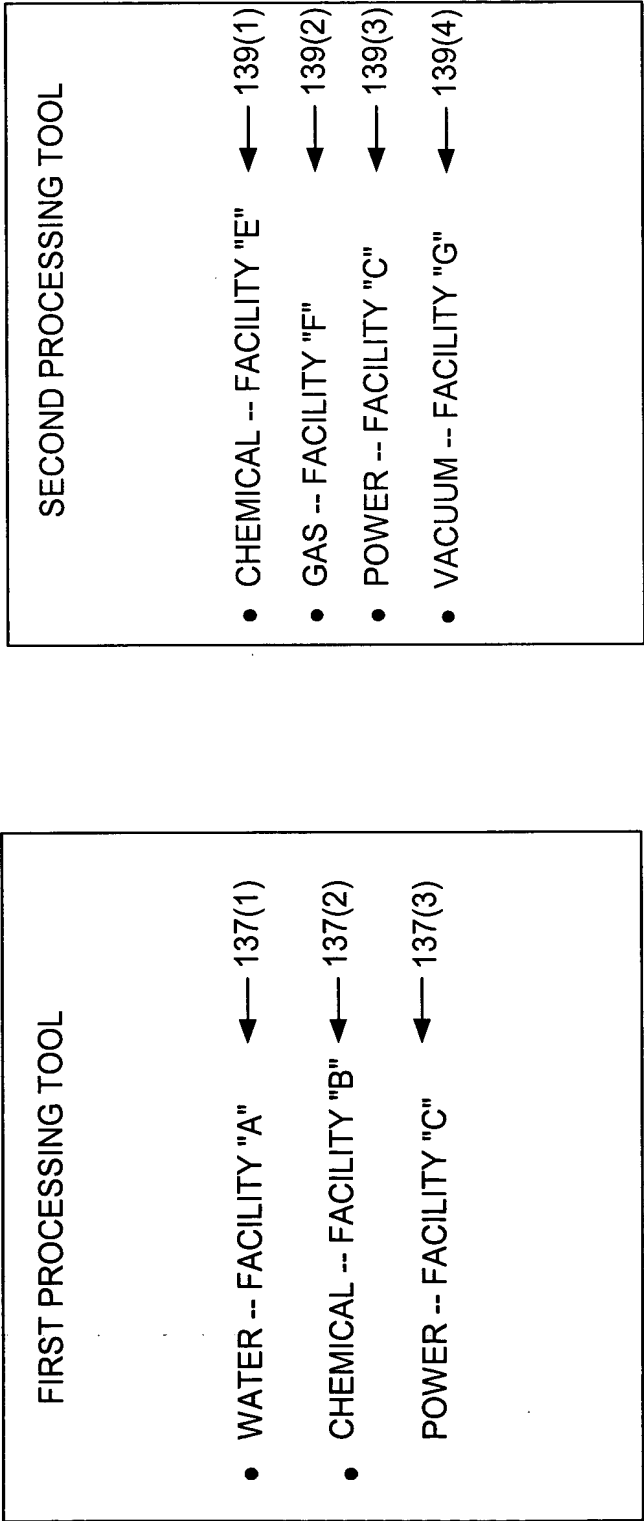 FIRST PROCESSING TOOL
• WATER -- FACILITY "A" 137(1)
• CHEMICAL -- FACILITY "B" 137(2)
POWER -- FACILITY "C" 137(3)
SECOND PROCESSING TOOL
• CHEMICAL -- FACILITY "E" 139(1)
• GAS -- FACILITY "F" 139(2)
• POWER -- FACILITY "C" 139(3)
• VACUUM -- FACILITY "G" 139(4)